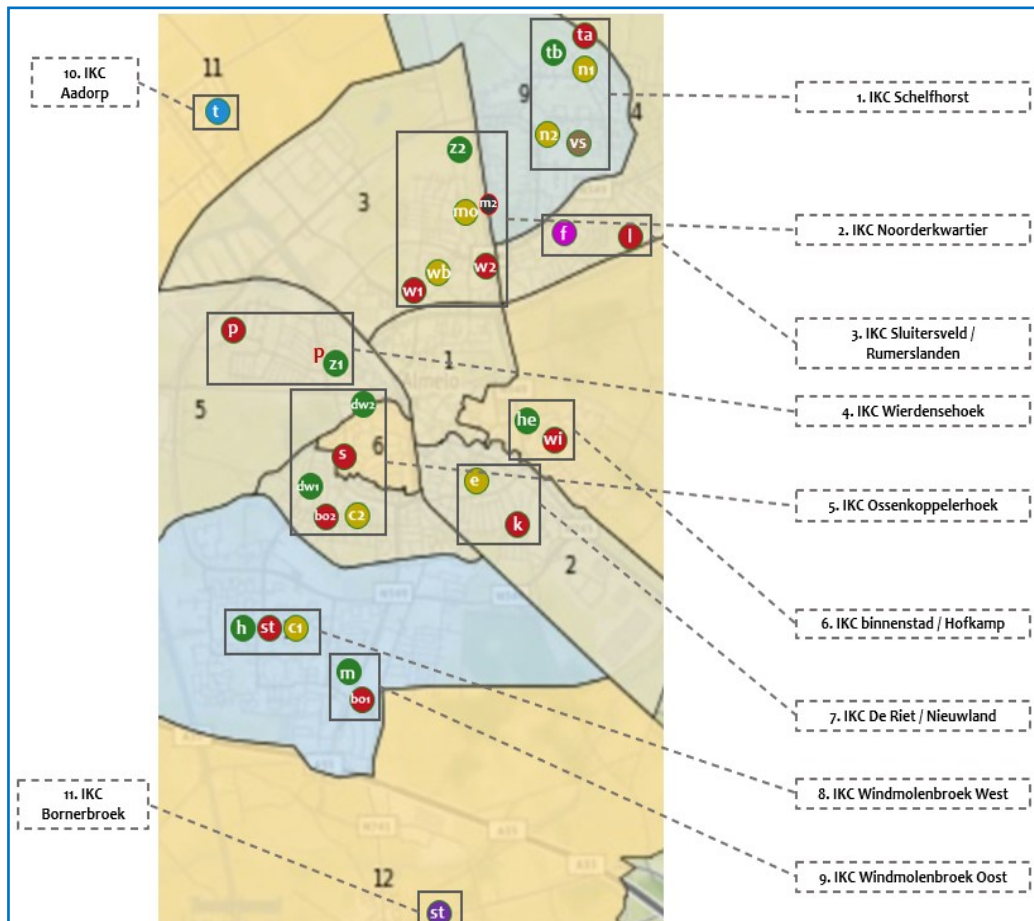 10. IKC
Aadorp
11
t
ta
tb
n1
9
4
n2
vs
1. IKC Schelfhorst
z2
3
mo
m2
f
l
wb
w2
w1
2. IKC Noorderkwartier
p
p
z1
1
Almelo
3. IKC Sluitersveld /
Rumerslanden
5
dw2
6
s
he
wi
4. IKC Wierdensehoek
dw1
bo2
c2
e
k
2
5. IKC Ossenkoppelerhoek
h
st
c1
6. IKC binnenstad / Hofkamp
m
bo1
7. IKC De Riet / Nieuwland
11. IKC
Bornerbroek
8. IKC Windmolenbroek West
12
st
9. IKC Windmolenbroek Oost